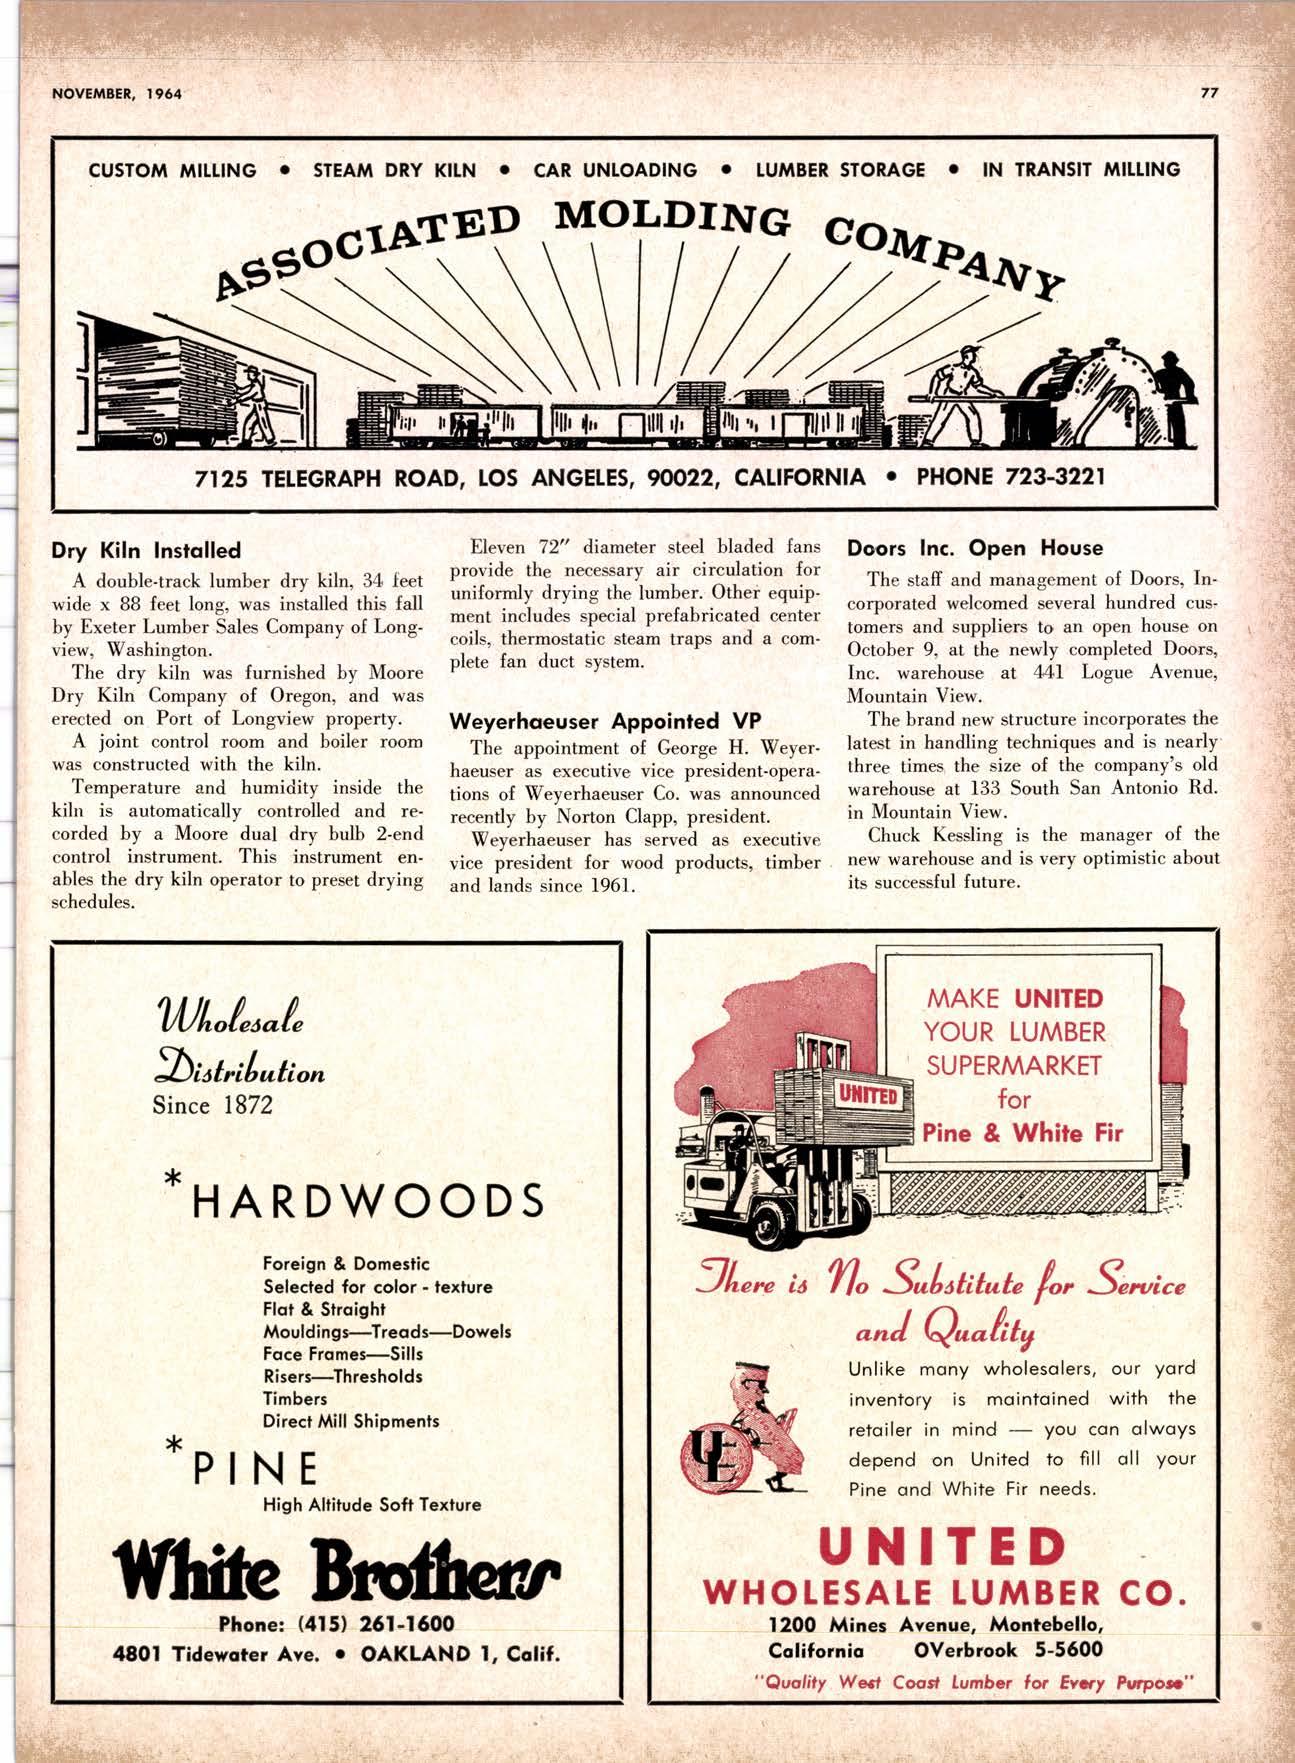 NOVEMBER, 1964
77
CUSTOM MILLING • STEAM DRY KILN • CAR UNLOADING • LUMBER STORAGE • IN TRANSIT MILLING
ASSOCIATED MOLDING COMPANY
7125 TELEGRAPH ROAD, LOS ANGELES, 90022, CALIFORNIA • PHONE 723-3221
Dry Kiln Installed
A double-track lumber dry kiln, 34 feet
wide x 88 feet long, was installed this fall
by Exeter Lumber Sales Company of Long-
view, Washington.
The dry kiln was furnished by Moore
Dry Kiln Company of Oregon, and was
erected on Port of Longview property.
A joint control room and boiler room
was constructed with the kiln.
Temperature and humidity inside the
kiln is automatically controlled and re-
corded by a Moore dual dry bulb 2-end
control instrument. This instrument en-
ables the dry kiln operator to preset drying
schedules.
Eleven 72″ diameter steel bladed fans
provide the necessary air circulation for
uniformly drying the lumber. Other equip-
ment includes special prefabricated center
coils, thermostatic steam traps and a com-
plete fan duct system.
Weyerhaeuser Appointed VP
The appointment of George H. Weyer-
haeuser as executive vice president-opera-
tions of Weyerhaeuser Co. was announced
recently by Norton Clapp, president.
Weyerhaeuser has served as executive
vice president for wood products, timber
and lands since 1961.
Doors Inc. Open House
The staff and management of Doors, In-
corporated welcomed several hundred cus-
tomers and suppliers to an open house on
October 9, at the newly completed Doors,
Inc. warehouse at 441 Logue Avenue,
Mountain View.
The brand new structure incorporates the
latest in handling techniques and is nearly
three times the size of the company's old
warehouse at 133 South San Antonio Rd.
in Mountain View.
Chuck Kessling is the manager of the
new warehouse and is very optimistic about
its successful future.
Wholesale
Distribution
Since 1872
*HARDWOODS
Foreign & Domestic
Selected for color - texture
Flat & Straight
Mouldings—Treads—Dowels
Face Frames—Sills
Risers—Thresholds
Timbers
Direct Mill Shipments
*PINE
High Altitude Soft Texture
White Brothers
Phone: (415) 261-1600
4801 Tidewater Ave. • OAKLAND 1, Calif.
MAKE UNITED
YOUR LUMBER
SUPERMARKET
for
Pine & White Fir
UNITED
There is No Substitute for Service
and Quality
Unlike many wholesalers, our yard
inventory is maintained with the
retailer in mind — you can always
depend on United to fill all your
Pine and White Fir needs.
UNITED
WHOLESALE LUMBER CO.
1200 Mines Avenue, Montebello,
California OVerbrook 5-5600
"Quality West Coast Lumber for Every Purpose"